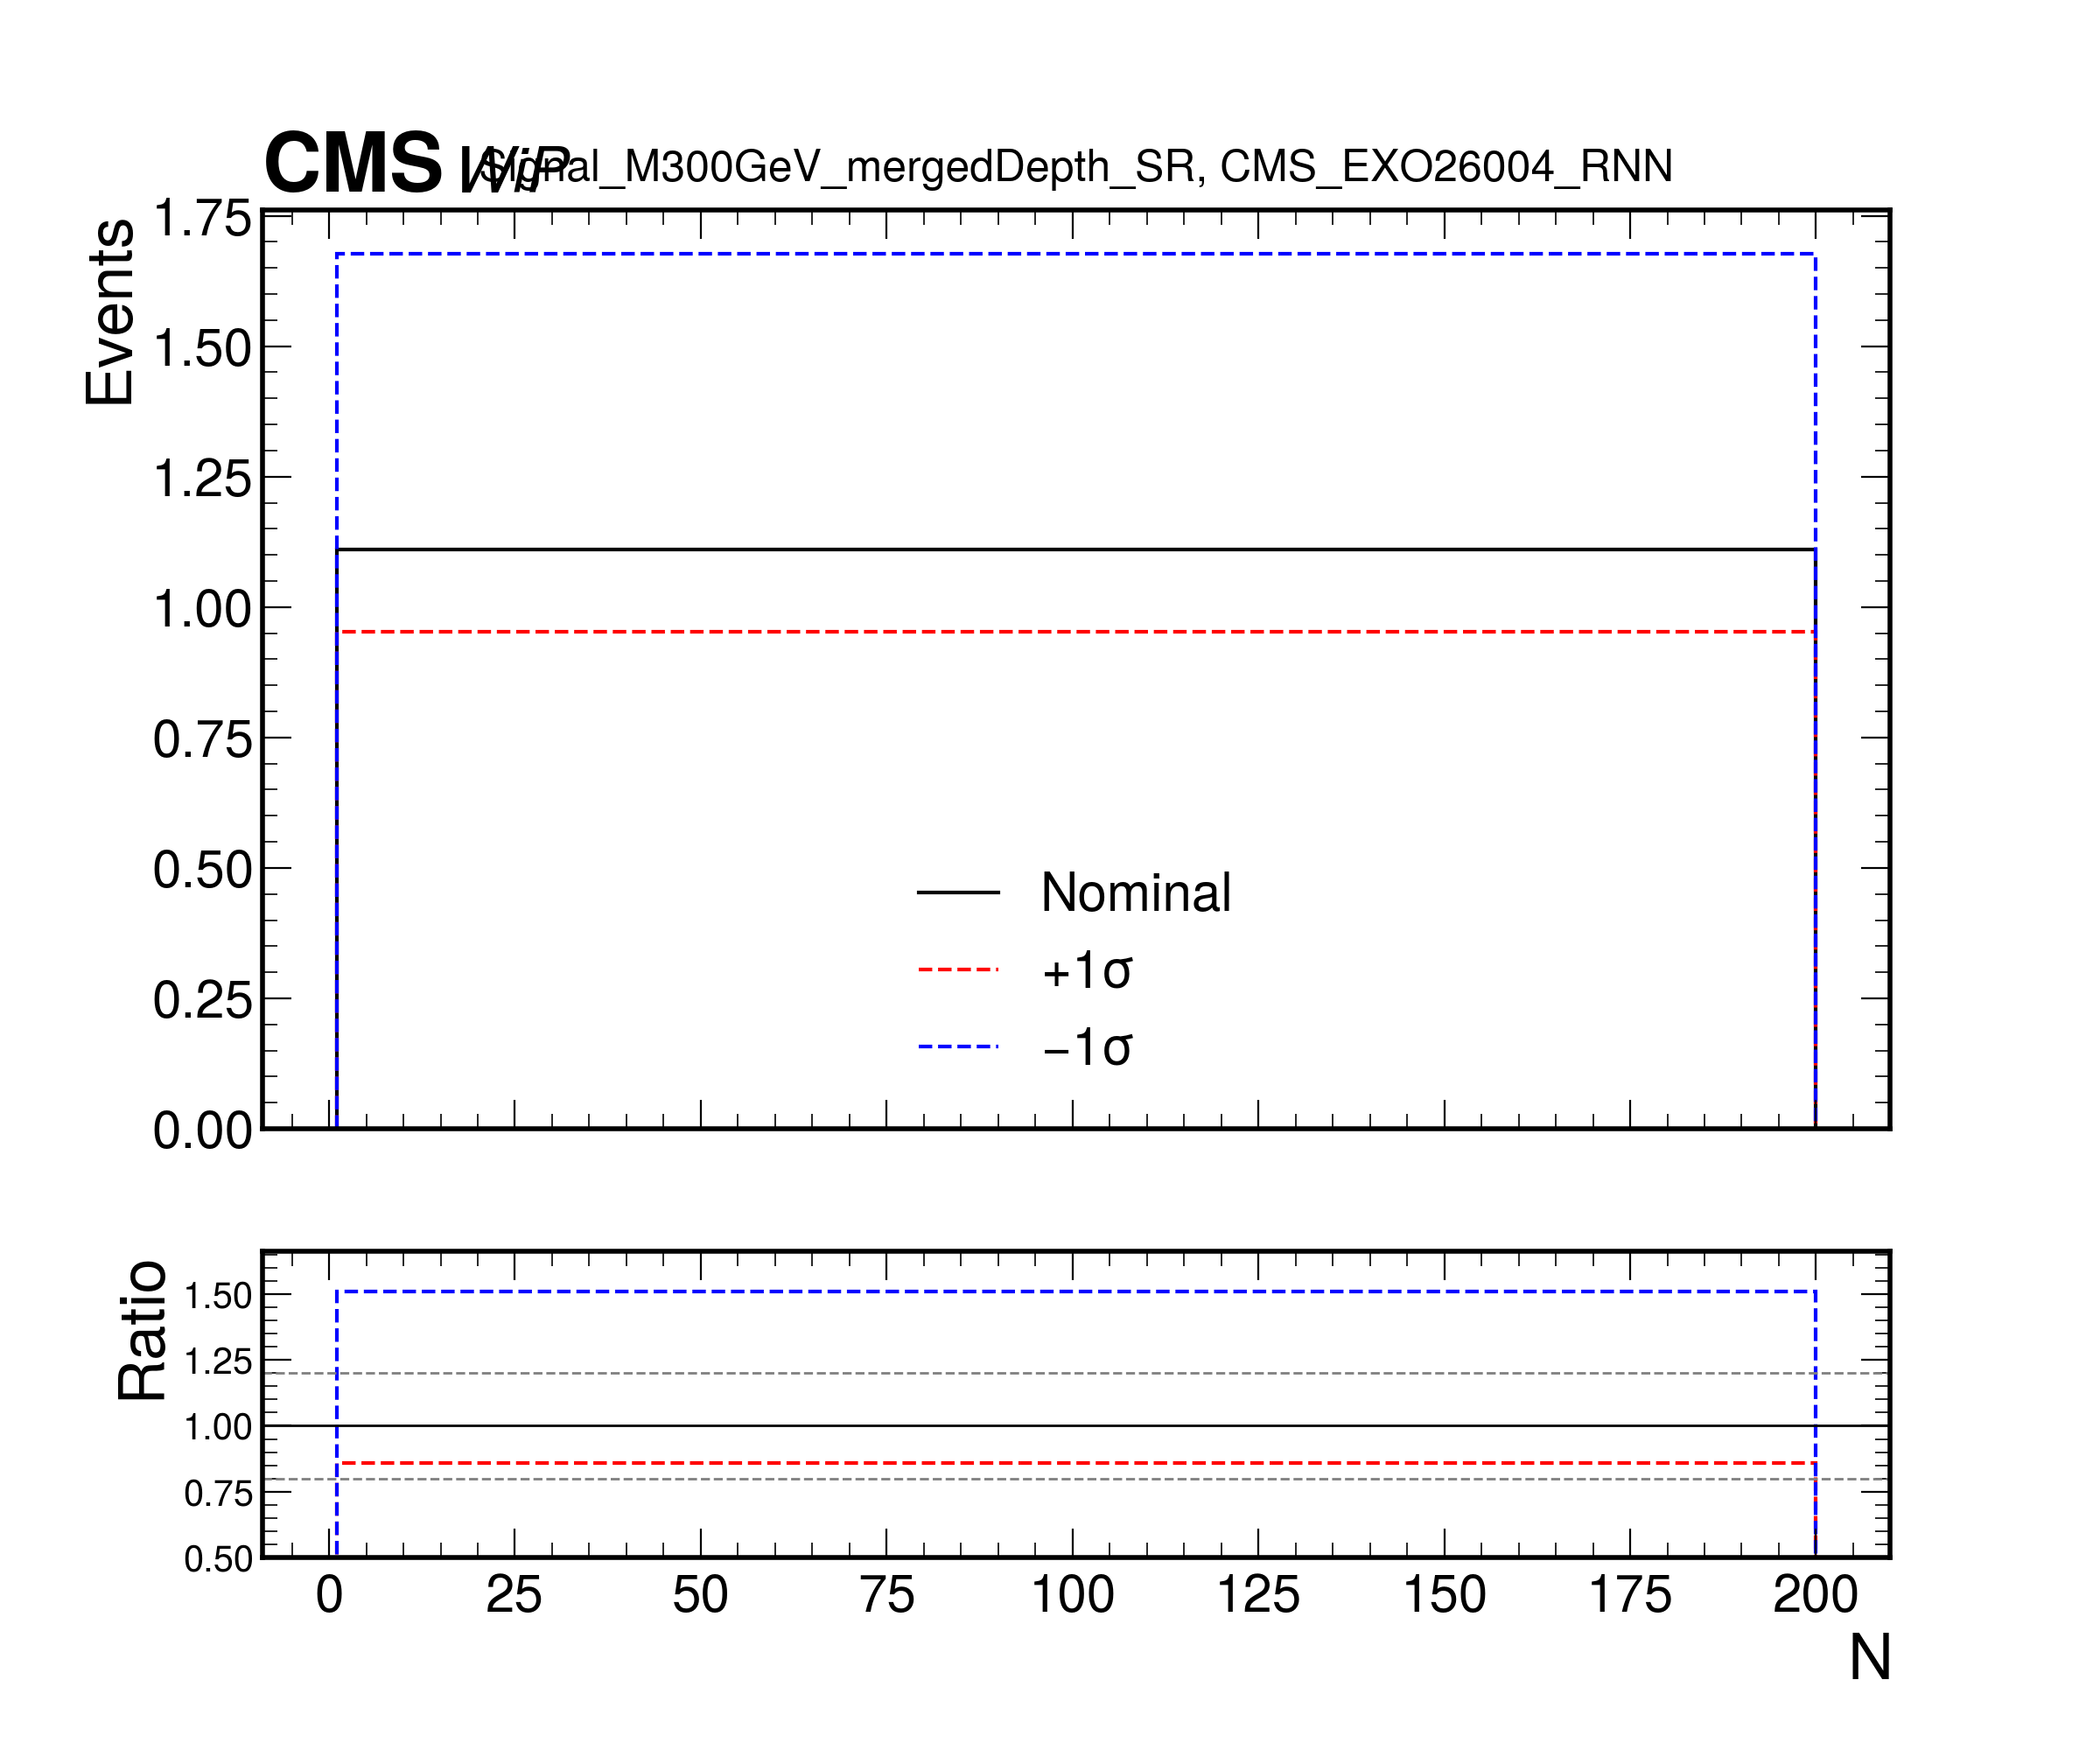 CMS WiP Signal_M300GeV_mergedDepth_SR, CMS_EXO26004_RNN
Events
1.75
1.50
1.25
1.00
0.75
0.50
0.25
0.00
Nominal
+1σ
−1σ
Ratio
1.50
1.25
1.00
0.75
0.50
0 25 50 75 100 125 150 175 200
N